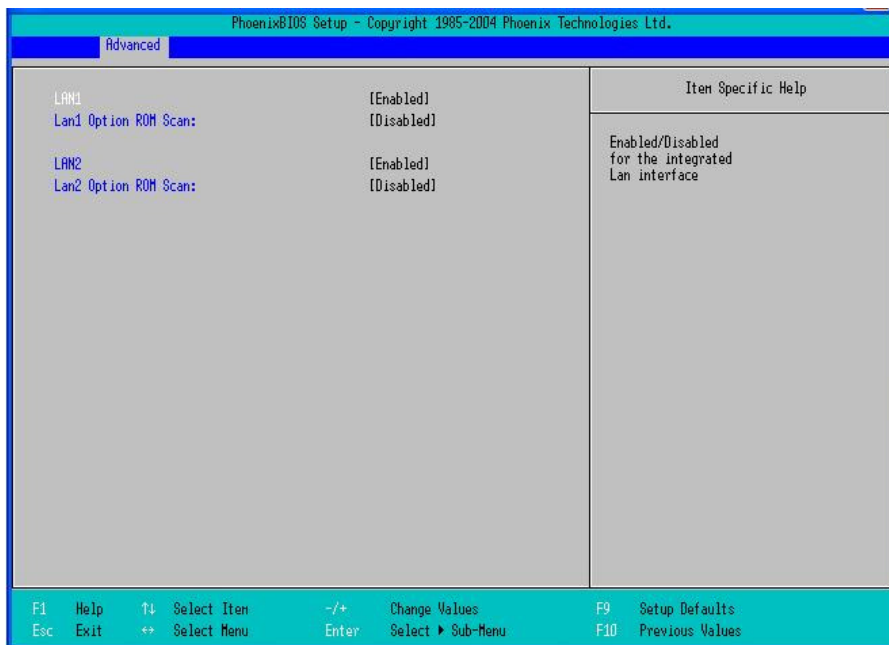 PhoenixBIOS Setup - Copyright 1985-2004 Phoenix Technologies Ltd.
Advanced
LAN1 [Enabled]
Lan1 Option ROM Scan: [Disabled]
LAN2 [Enabled]
Lan2 Option ROM Scan: [Disabled]
Item Specific Help
Enabled/Disabled
for the integrated
Lan interface
F1 Help ↑↓ Select Item -/+ Change Values F9 Setup Defaults
Esc Exit ↔ Select Menu Enter Select ▶ Sub-Menu F10 Previous Values